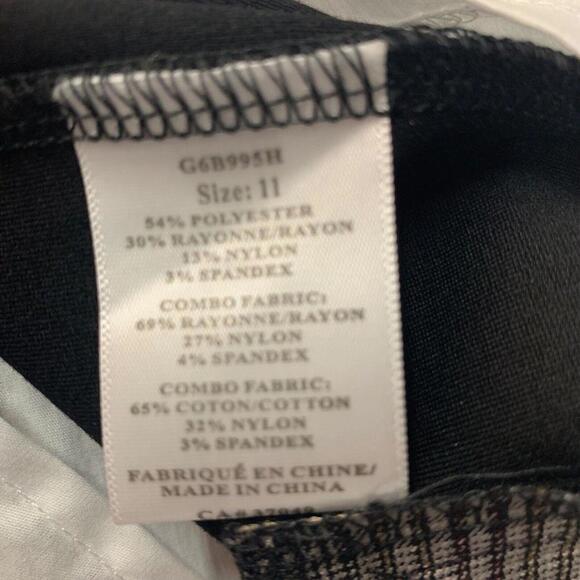 G6B995H
Size: 11
54% POLYESTER
30% RAYONNE/RAYON
13% NYLON
3% SPANDEX
COMBO FABRIC:
69% RAYONNE/RAYON
27% NYLON
4% SPANDEX
COMBO FABRIC:
65% COTON/COTTON
32% NYLON
3% SPANDEX
FABRIQUÉ EN CHINE/
MADE IN CHINA
CA#